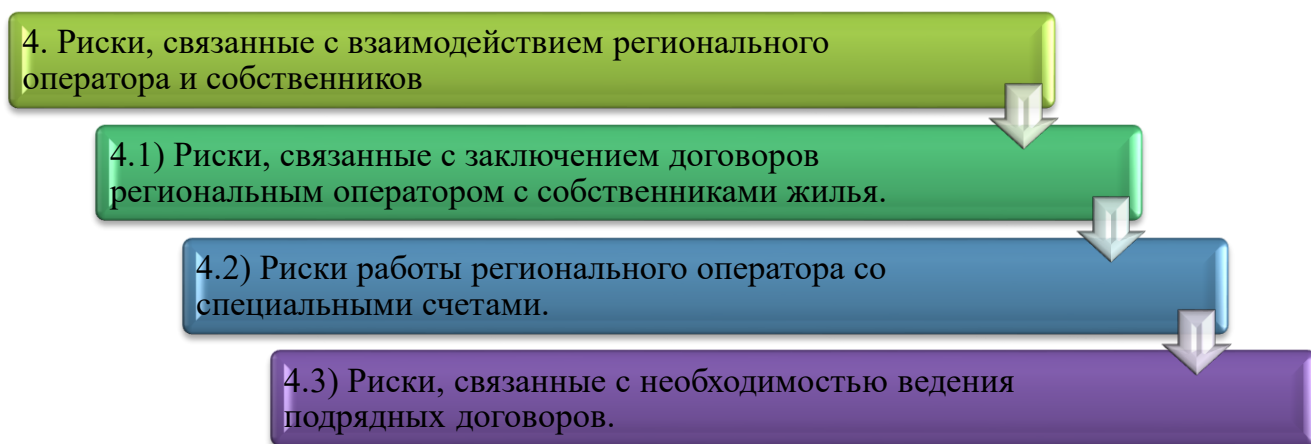 4. Риски, связанные с взаимодействием регионального
оператора и собственников
4.1) Риски, связанные с заключением договоров
региональным оператором с собственниками жилья.
4.2) Риски работы регионального оператора со
специальными счетами.
4.3) Риски, связанные с необходимостью ведения
подрядных договоров.